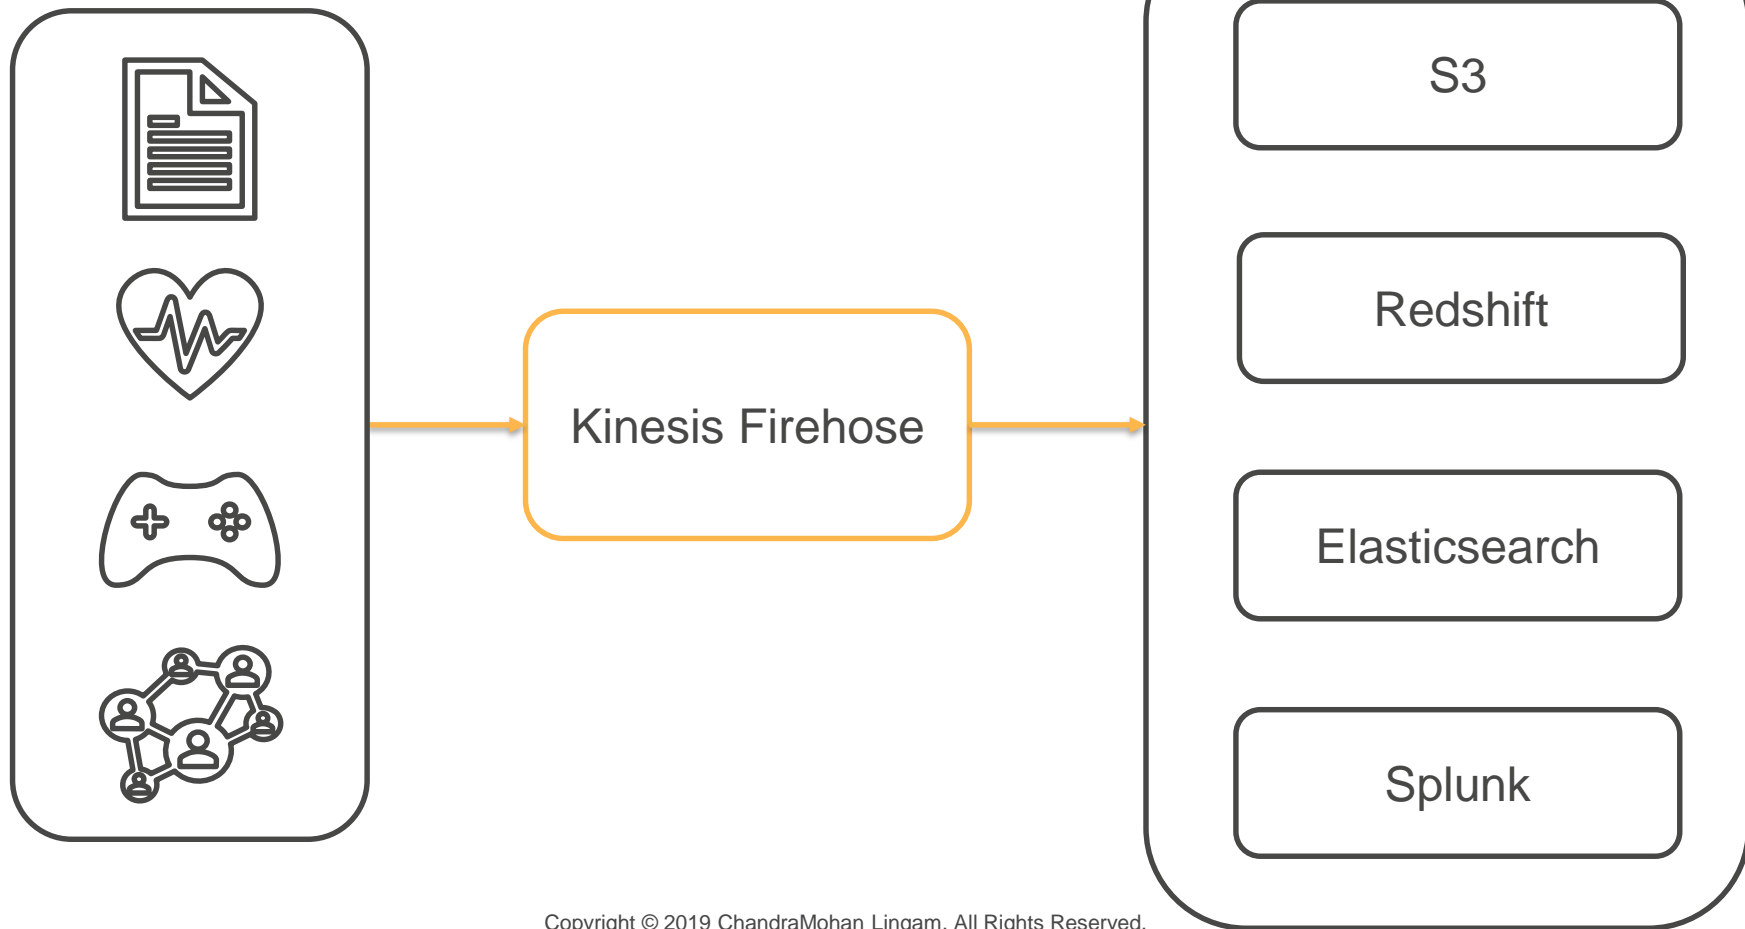 S3
Redshift
Kinesis Firehose
Elasticsearch
Splunk
Copyright © 2019 ChandraMohan Lingam. All Rights Reserved.